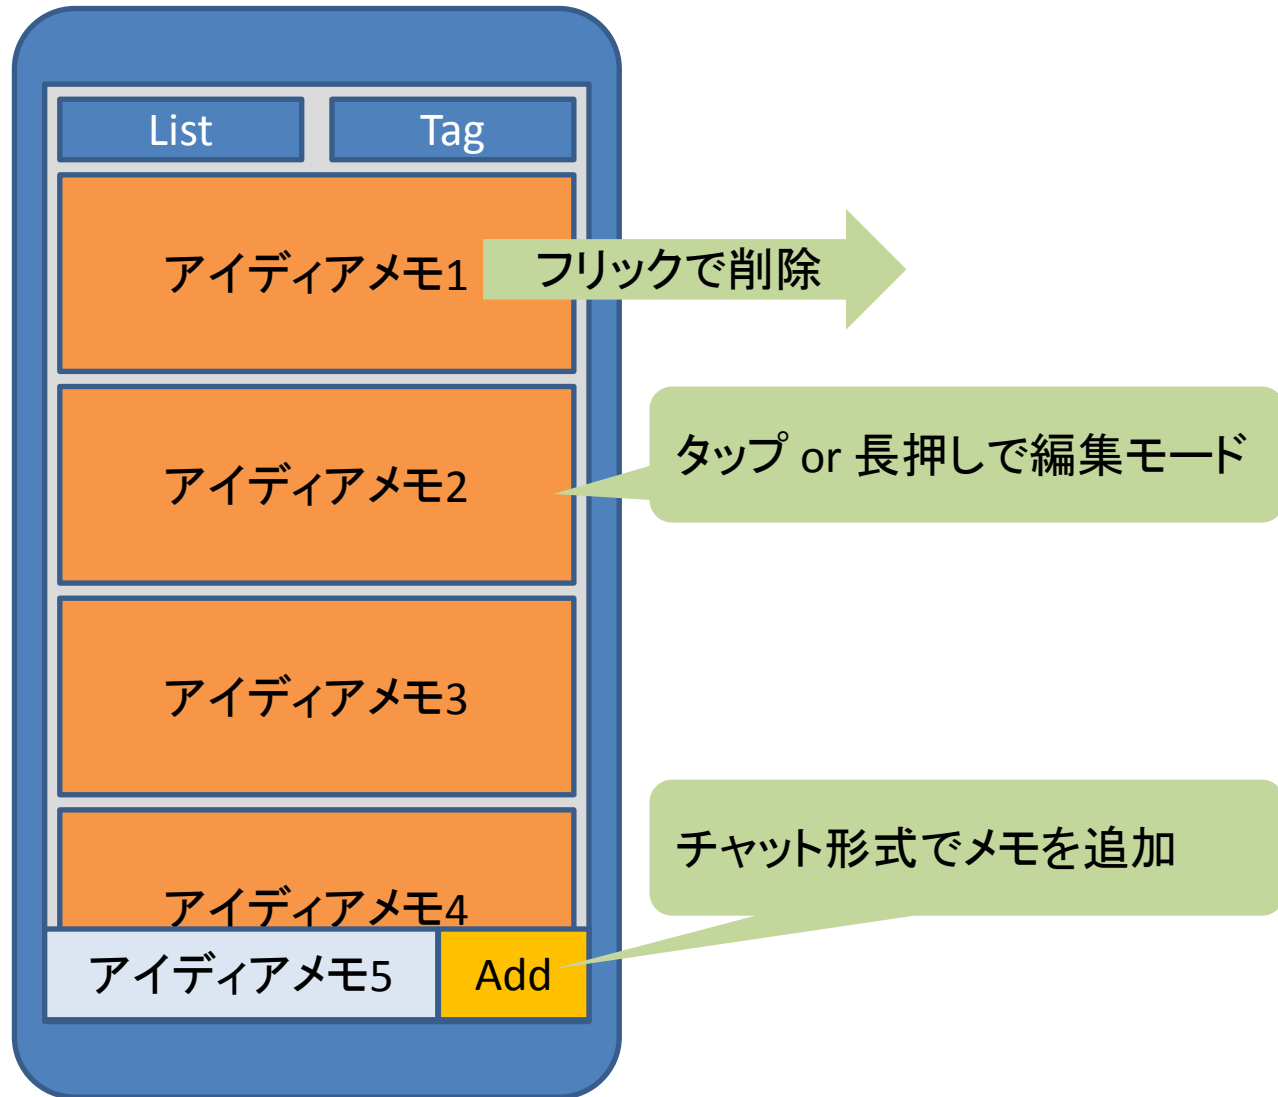 List
Tag
アイディアメモ1
フリックで削除
アイディアメモ2
タップ or 長押しで編集モード
アイディアメモ3
チャット形式でメモを追加
アイディアメモ4
アイディアメモ5
Add